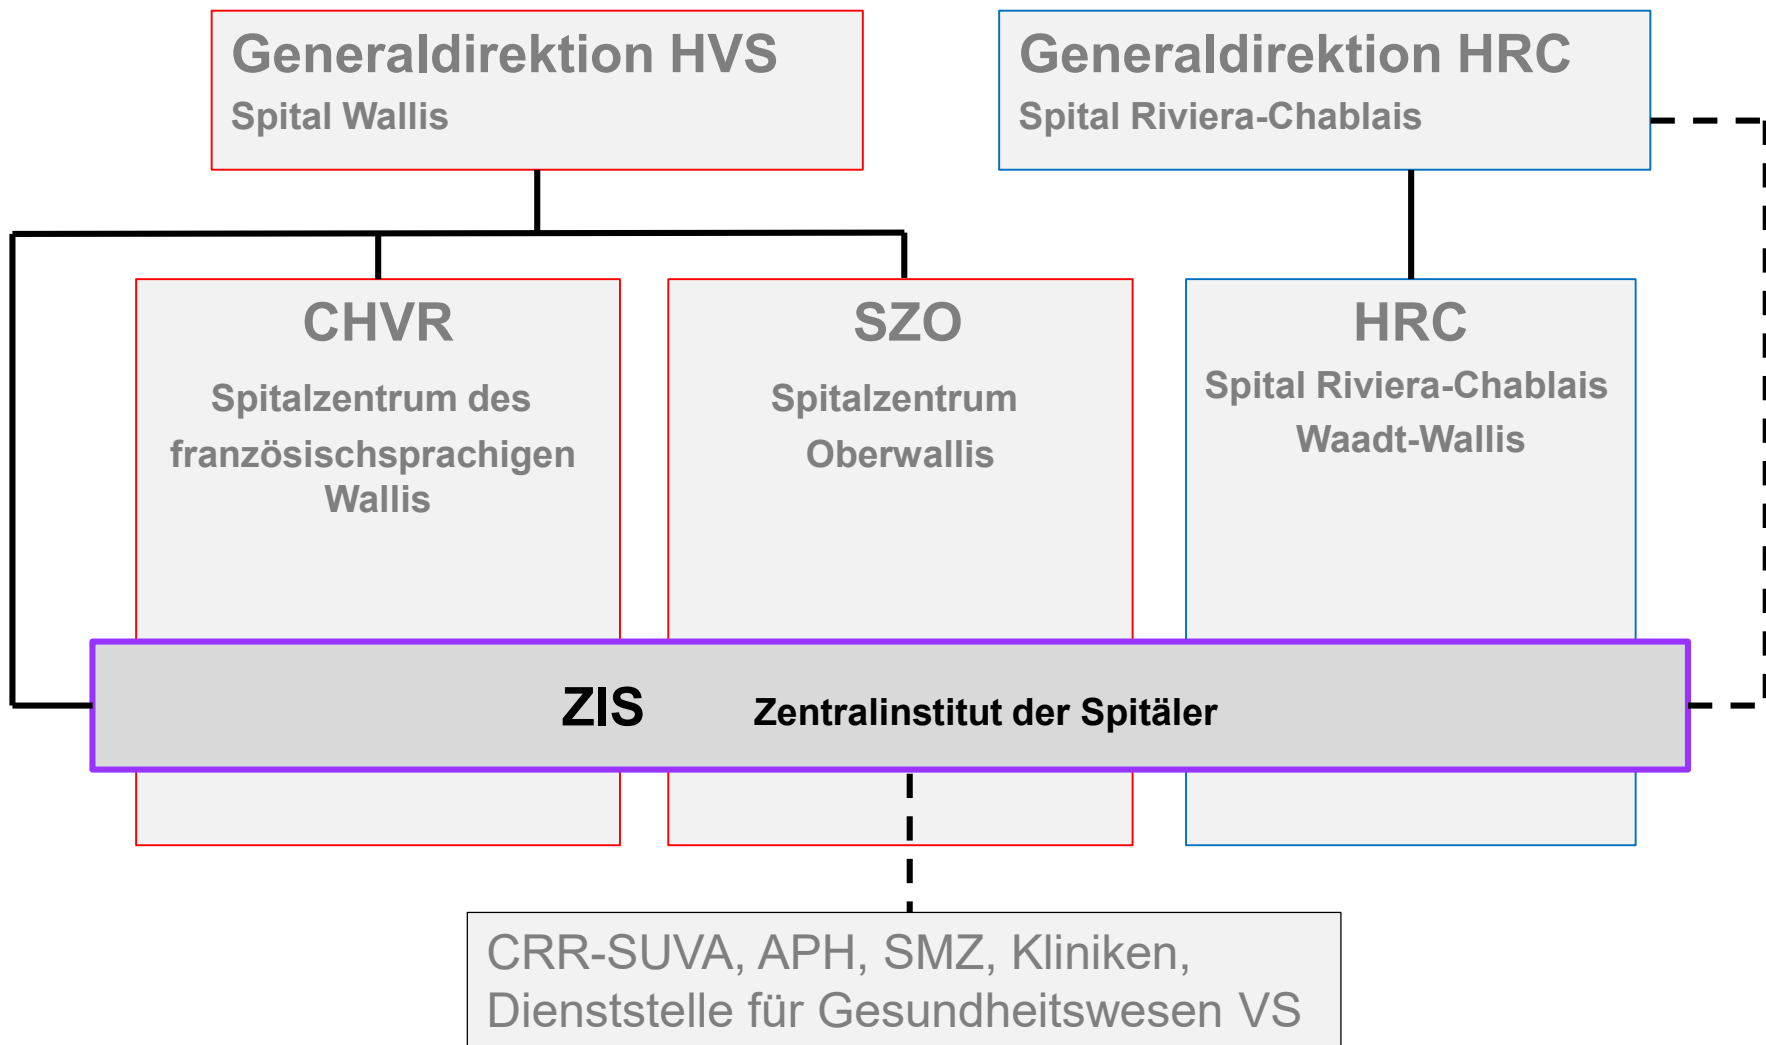 Generaldirektion HVS
Spital Wallis
Generaldirektion HRC
Spital Riviera-Chablais
CHVR
Spitalzentrum des
französischsprachigen
Wallis
SZO
Spitalzentrum
Oberwallis
HRC
Spital Riviera-Chablais
Waadt-Wallis
ZIS Zentralinstitut der Spitäler
CRR-SUVA, APH, SMZ, Kliniken,
Dienststelle für Gesundheitswesen VS